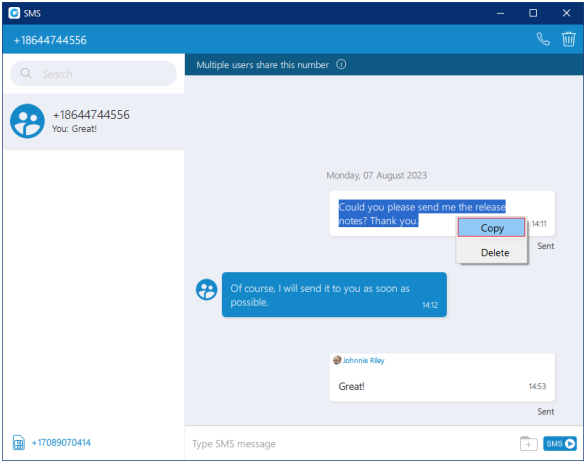 SMS
+18644744556
Search
Multiple users share this number
+18644744556
You: Great!
Monday, 07 August 2023
Could you please send me the release
notes? Thank you.
14:11
Copy
Sent
Delete
Of course, I will send it to you as soon as
possible.
14:12
Johnnie Riley
Great!
14:53
Sent
+17089070414
Type SMS message
SMS